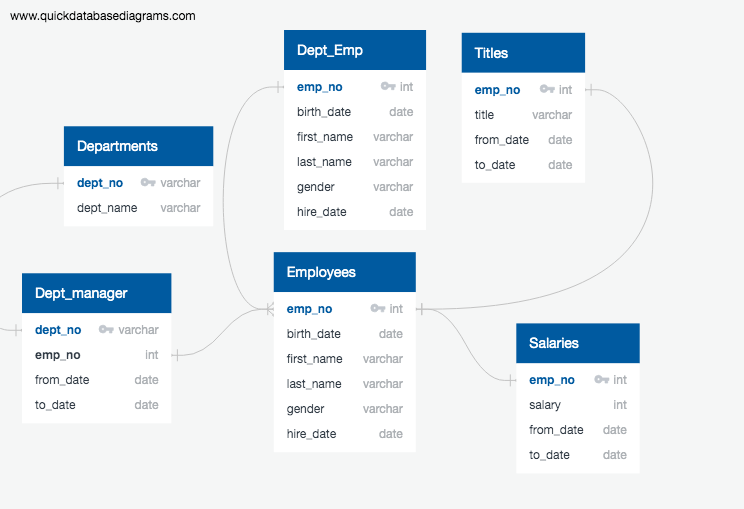 www.quickdatabasediagrams.com
Dept_Emp
emp_no int
birth_date date
first_name varchar
last_name varchar
gender varchar
hire_date date
Titles
emp_no int
title varchar
from_date date
to_date date
Departments
dept_no varchar
dept_name varchar
Employees
emp_no int
birth_date date
first_name varchar
last_name varchar
gender varchar
hire_date date
Dept_manager
dept_no varchar
emp_no int
from_date date
to_date date
Salaries
emp_no int
salary int
from_date date
to_date date